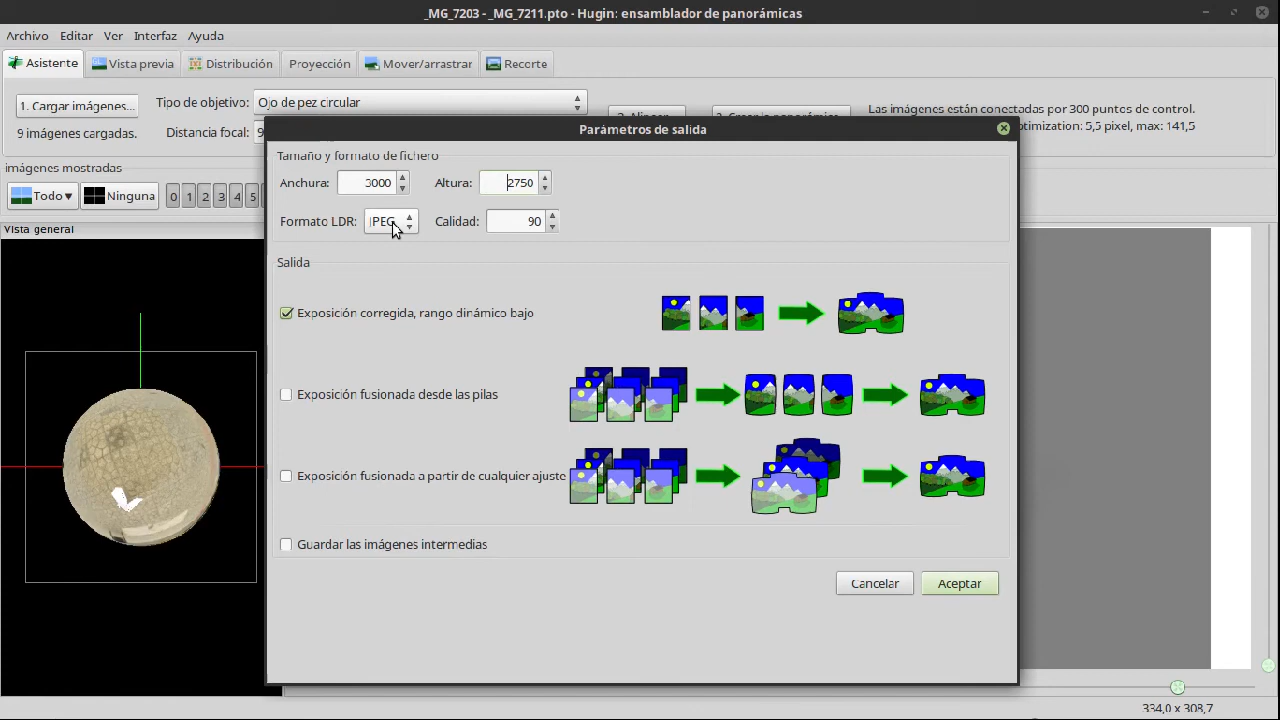 _MG_7203 - _MG_7211.pto - Hugin: ensamblador de panorámicas
Archivo Editar Ver Interfaz Ayuda
Asistente Vista previa Distribución Proyección Mover/arrastrar Recorte
1. Cargar imágenes... Tipo de objetivo: Ojo de pez circular
Las imágenes están conectadas por 300 puntos de control.
9 imágenes cargadas. Distancia focal: 9
optimization: 5,5 pixel, max: 141,5
imágenes mostradas
Todo Ninguna 0 1 2 3 4 5
Vista general
Parámetros de salida
Tamaño y formato de fichero
Anchura: 3000 Altura: 2750
Formato LDR: JPEG Calidad: 90
Salida
Exposición corregida, rango dinámico bajo
Exposición fusionada desde las pilas
Exposición fusionada a partir de cualquier ajuste
Guardar las imágenes intermedias
Cancelar Aceptar
334,0 x 308,7